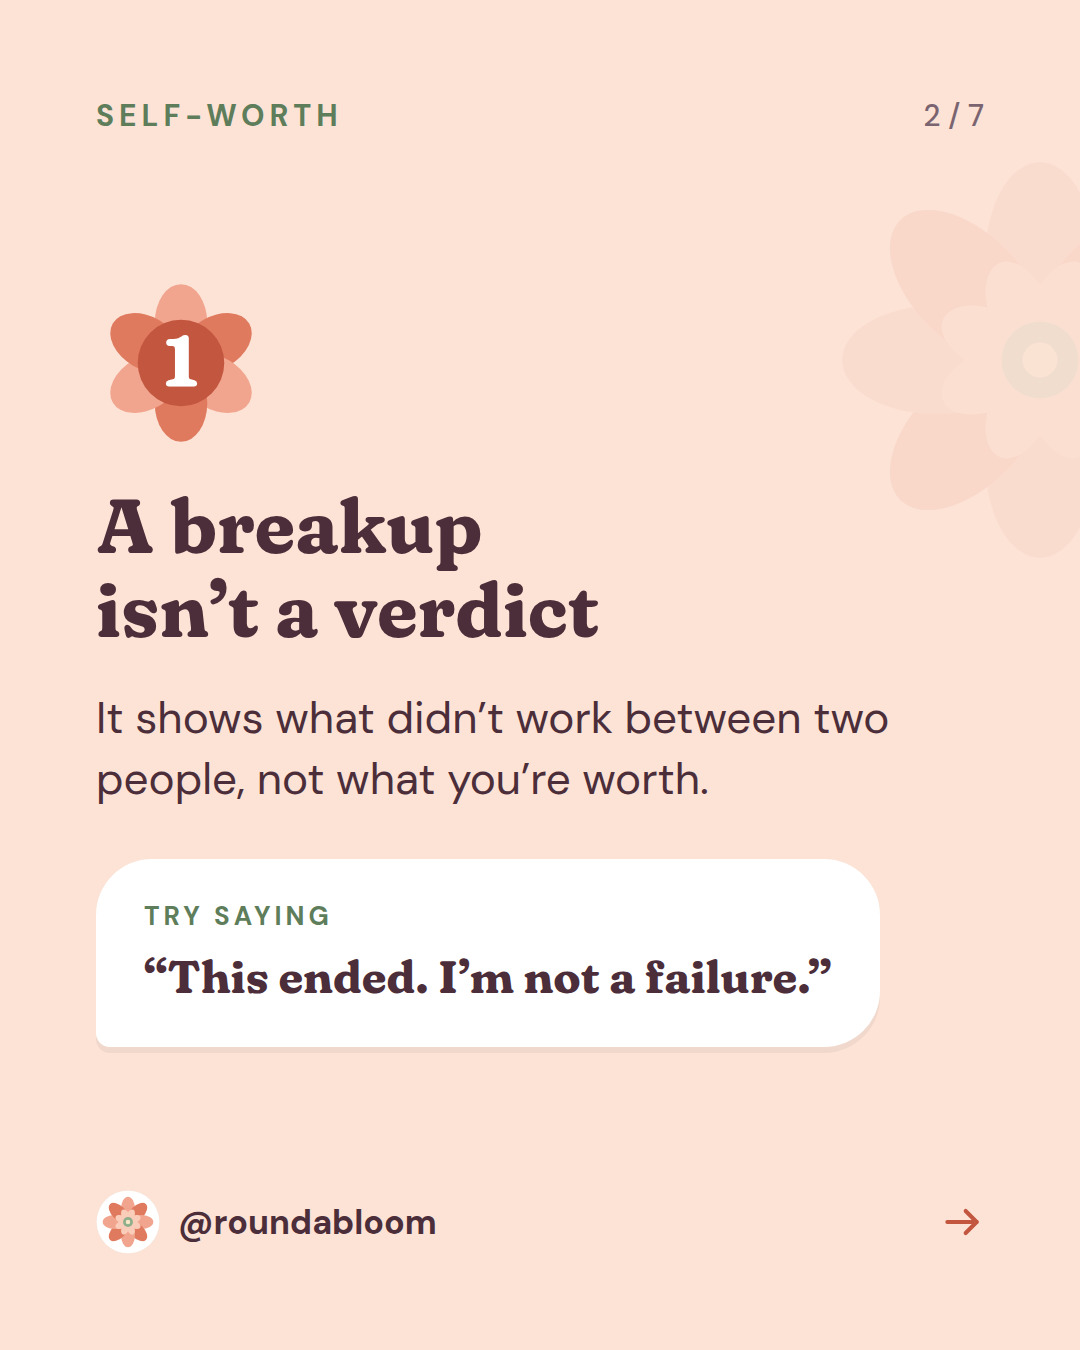 SELF-WORTH
2 / 7
1
A breakup
isn’t a verdict
It shows what didn’t work between two
people, not what you’re worth.
TRY SAYING
“This ended. I’m not a failure.”
@roundabloom